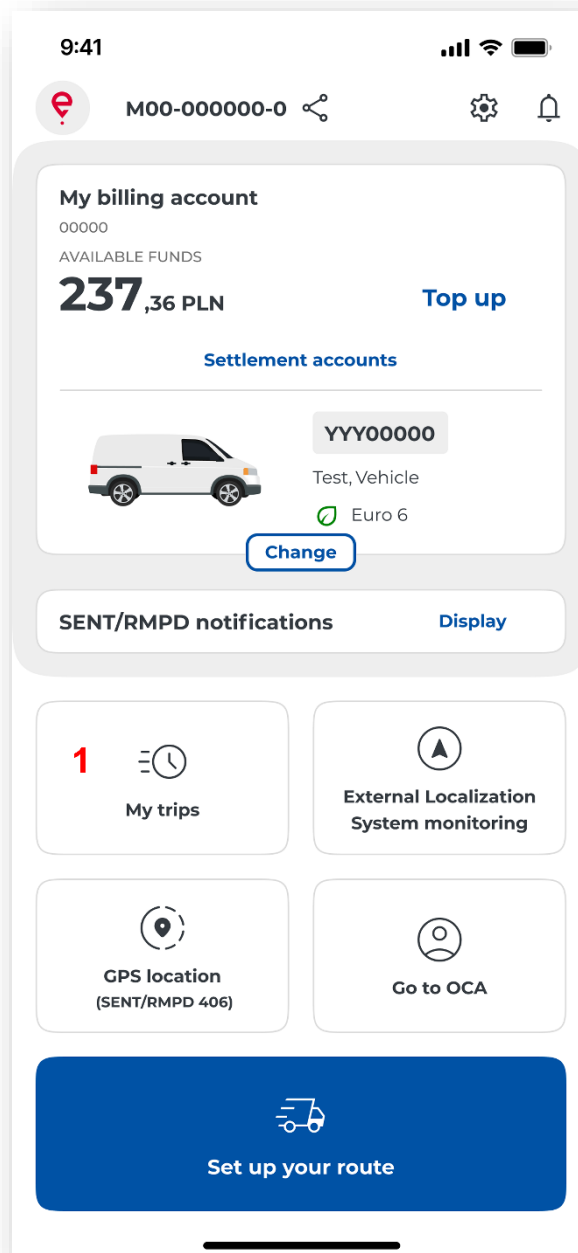 9:41
M00-000000-0
My billing account
00000
AVAILABLE FUNDS
237,36 PLN
Top up
Settlement accounts
YYY00000
Test, Vehicle
Euro 6
Change
SENT/RMPD notifications
Display
1
My trips
External Localization
System monitoring
GPS location
(SENT/RMPD 406)
Go to OCA
Set up your route